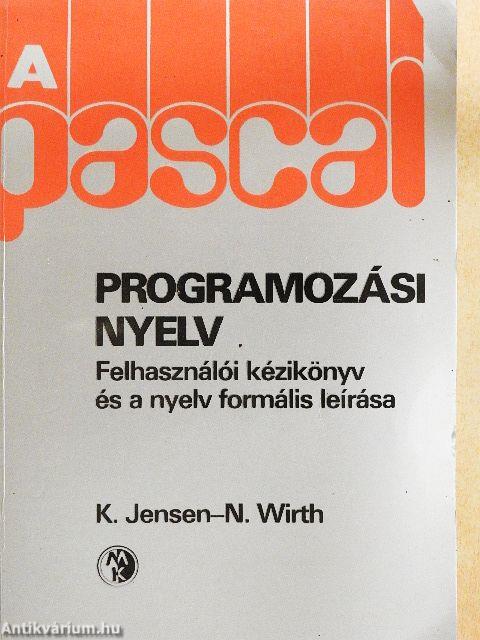 A
pascal
PROGRAMOZÁSI
NYELV
Felhasználói kézikönyv
és a nyelv formális leírása
K. Jensen–N. Wirth
MK
Antikvárium.hu